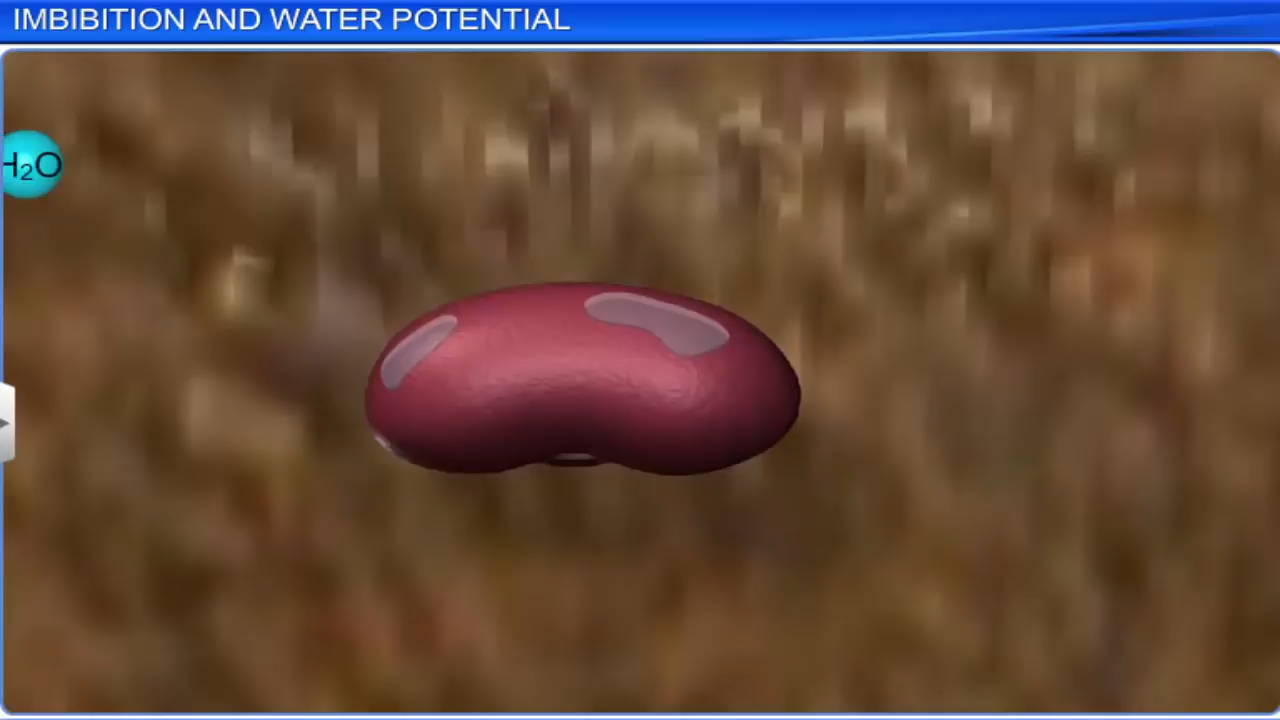 IMBIBITION AND WATER POTENTIAL
H₂O